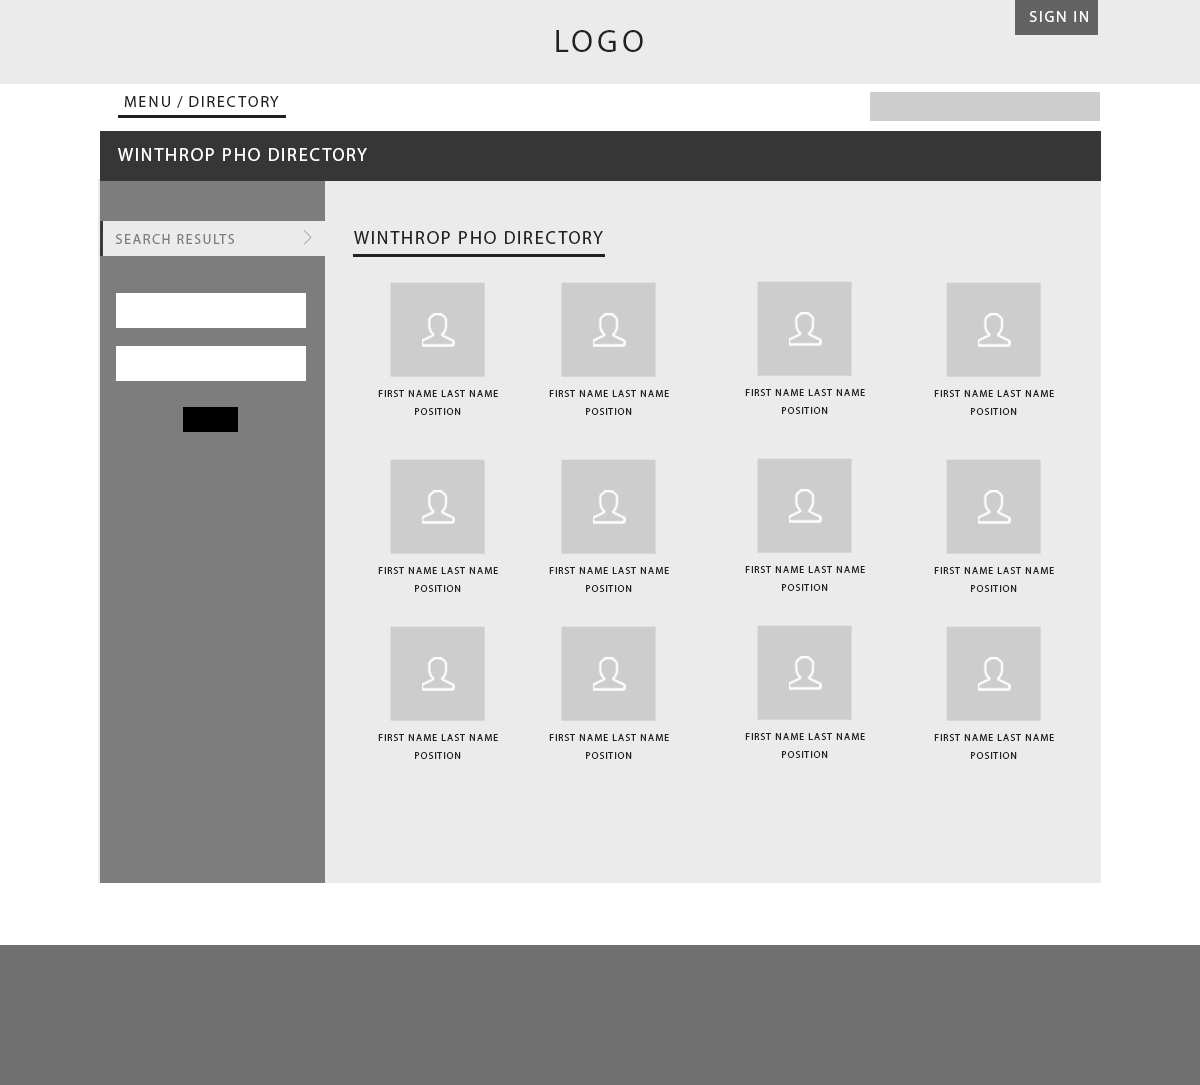 SIGN IN
LOGO
MENU / DIRECTORY
WINTHROP PHO DIRECTORY
SEARCH RESULTS
WINTHROP PHO DIRECTORY
FIRST NAME LAST NAME
POSITION
FIRST NAME LAST NAME
POSITION
FIRST NAME LAST NAME
POSITION
FIRST NAME LAST NAME
POSITION
FIRST NAME LAST NAME
POSITION
FIRST NAME LAST NAME
POSITION
FIRST NAME LAST NAME
POSITION
FIRST NAME LAST NAME
POSITION
FIRST NAME LAST NAME
POSITION
FIRST NAME LAST NAME
POSITION
FIRST NAME LAST NAME
POSITION
FIRST NAME LAST NAME
POSITION